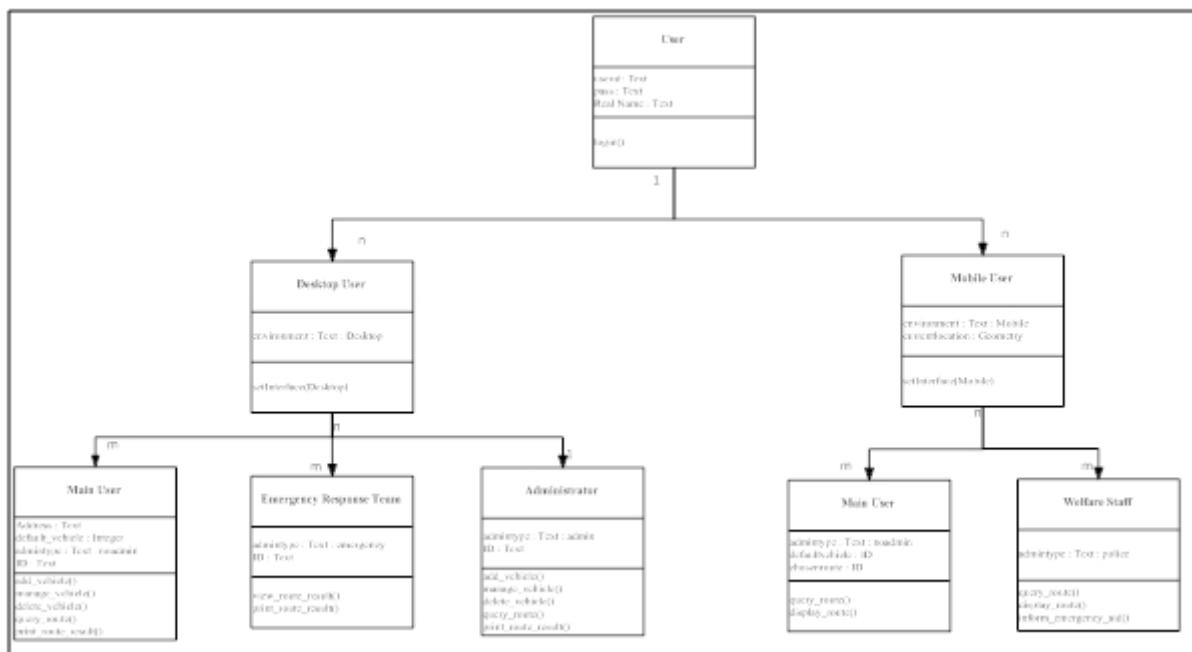 User
userid : Text
pass : Text
Real Name : Text
login()
1
n
n
Desktop User
environment : Text : Desktop
setInterface(Desktop)
n
Mobile User
environment : Text : Mobile
currentlocation : Geometry
setInterface(Mobile)
n
m
Main User
Address : Text
default_vehicle : Integer
admintype : Text : noadmin
ID : Text
add_vehicle()
manage_vehicle()
delete_vehicle()
query_route()
print_route_result()
m
Emergency Response Team
admintype : Text : emergency
ID : Text
view_route_result()
print_route_result()
1
Administrator
admintype : Text : admin
ID : Text
add_vehicle()
manage_vehicle()
delete_vehicle()
query_route()
print_route_result()
m
Main User
admintype : Text : noadmin
defaultvehicle : ID
chosenroute : ID
query_route()
display_route()
m
Welfare Staff
admintype : Text : police
query_route()
display_route()